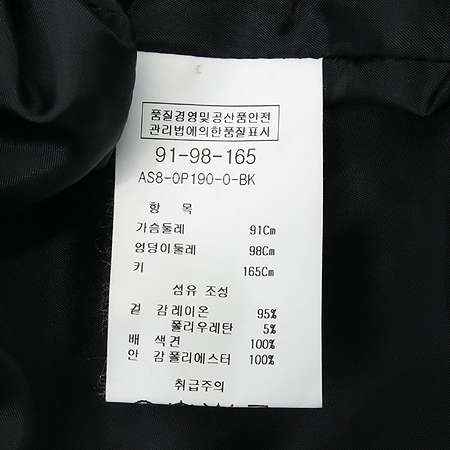 품질경영및공산품안전
관리법에의한품질표시
91-98-165
AS8-OP190-0-BK
항 목
가슴둘레 91Cm
엉덩이둘레 98Cm
키 165Cm
섬유 조성
겉 감레이온 95%
폴리우레탄 5%
배 색견 100%
안 감폴리에스터 100%
취급주의